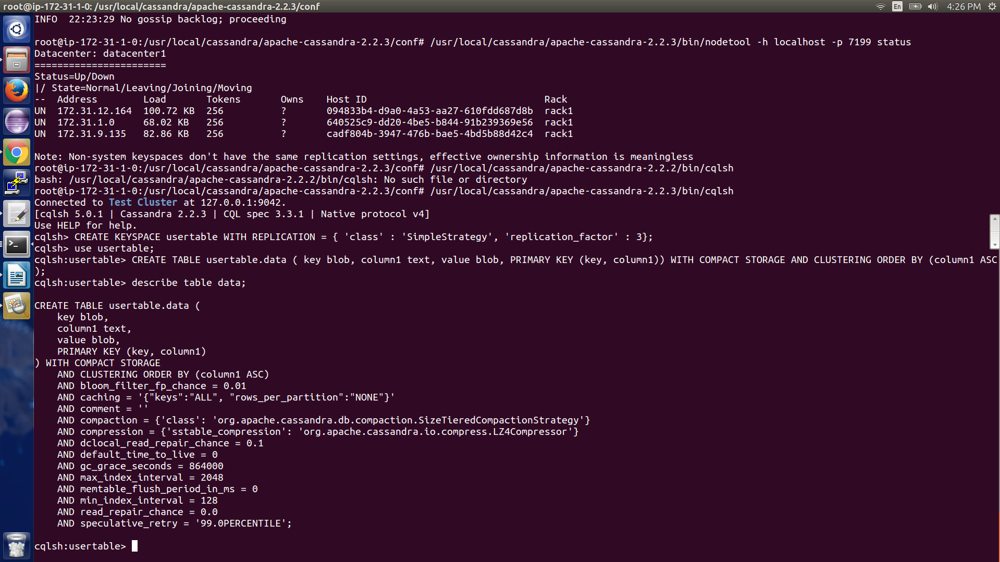 root@ip-172-31-1-0: /usr/local/cassandra/apache-cassandra-2.2.3/conf
En
4:26 PM
INFO  22:23:29 No gossip backlog; proceeding
root@ip-172-31-1-0:/usr/local/cassandra/apache-cassandra-2.2.3/conf# /usr/local/cassandra/apache-cassandra-2.2.3/bin/nodetool -h localhost -p 7199 status
Datacenter: datacenter1
=======================
Status=Up/Down
|/ State=Normal/Leaving/Joining/Moving
--  Address        Load       Tokens       Owns    Host ID                               Rack
UN  172.31.12.164  100.72 KB  256          ?       094833b4-d9a0-4a53-aa27-610fdd687d8b  rack1
UN  172.31.1.0     68.02 KB   256          ?       640525c9-dd20-4be5-b844-91b239369e56  rack1
UN  172.31.9.135   82.86 KB   256          ?       cadf804b-3947-476b-bae5-4bd5b88d42c4  rack1
Note: Non-system keyspaces don't have the same replication settings, effective ownership information is meaningless
root@ip-172-31-1-0:/usr/local/cassandra/apache-cassandra-2.2.3/conf# /usr/local/cassandra/apache-cassandra-2.2.2/bin/cqlsh
bash: /usr/local/cassandra/apache-cassandra-2.2.2/bin/cqlsh: No such file or directory
root@ip-172-31-1-0:/usr/local/cassandra/apache-cassandra-2.2.3/conf# /usr/local/cassandra/apache-cassandra-2.2.3/bin/cqlsh
Connected to Test Cluster at 127.0.0.1:9042.
[cqlsh 5.0.1 | Cassandra 2.2.3 | CQL spec 3.3.1 | Native protocol v4]
Use HELP for help.
cqlsh> CREATE KEYSPACE usertable WITH REPLICATION = { 'class' : 'SimpleStrategy', 'replication_factor' : 3};
cqlsh> use usertable;
cqlsh:usertable> CREATE TABLE usertable.data ( key blob, column1 text, value blob, PRIMARY KEY (key, column1)) WITH COMPACT STORAGE AND CLUSTERING ORDER BY (column1 ASC
);
cqlsh:usertable> describe table data;
CREATE TABLE usertable.data (
    key blob,
    column1 text,
    value blob,
    PRIMARY KEY (key, column1)
) WITH COMPACT STORAGE
    AND CLUSTERING ORDER BY (column1 ASC)
    AND bloom_filter_fp_chance = 0.01
    AND caching = '{"keys":"ALL", "rows_per_partition":"NONE"}'
    AND comment = ''
    AND compaction = {'class': 'org.apache.cassandra.db.compaction.SizeTieredCompactionStrategy'}
    AND compression = {'sstable_compression': 'org.apache.cassandra.io.compress.LZ4Compressor'}
    AND dclocal_read_repair_chance = 0.1
    AND default_time_to_live = 0
    AND gc_grace_seconds = 864000
    AND max_index_interval = 2048
    AND memtable_flush_period_in_ms = 0
    AND min_index_interval = 128
    AND read_repair_chance = 0.0
    AND speculative_retry = '99.0PERCENTILE';
cqlsh:usertable>